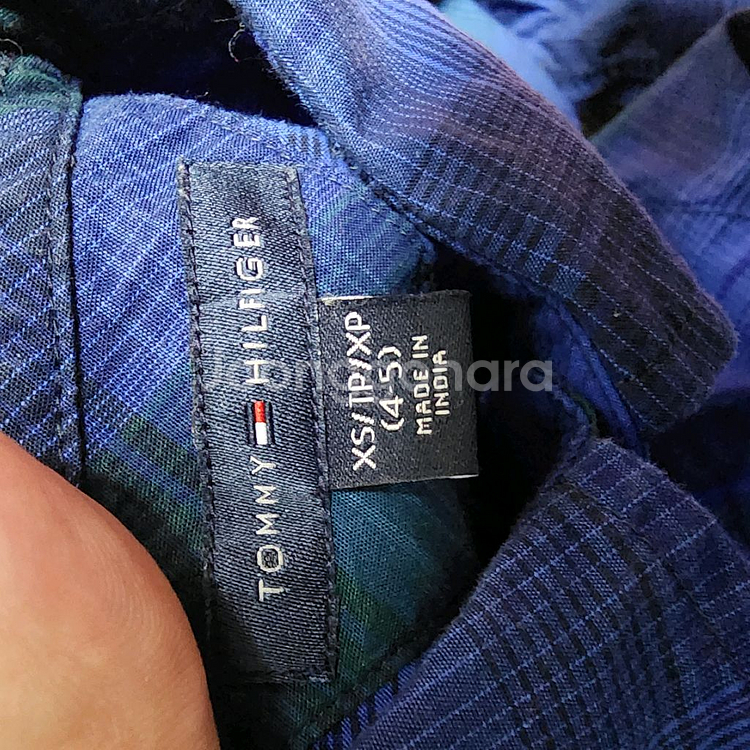 TOMMY HILFIGER
XS/TP/XP
(4-5)
MADE IN
INDIA